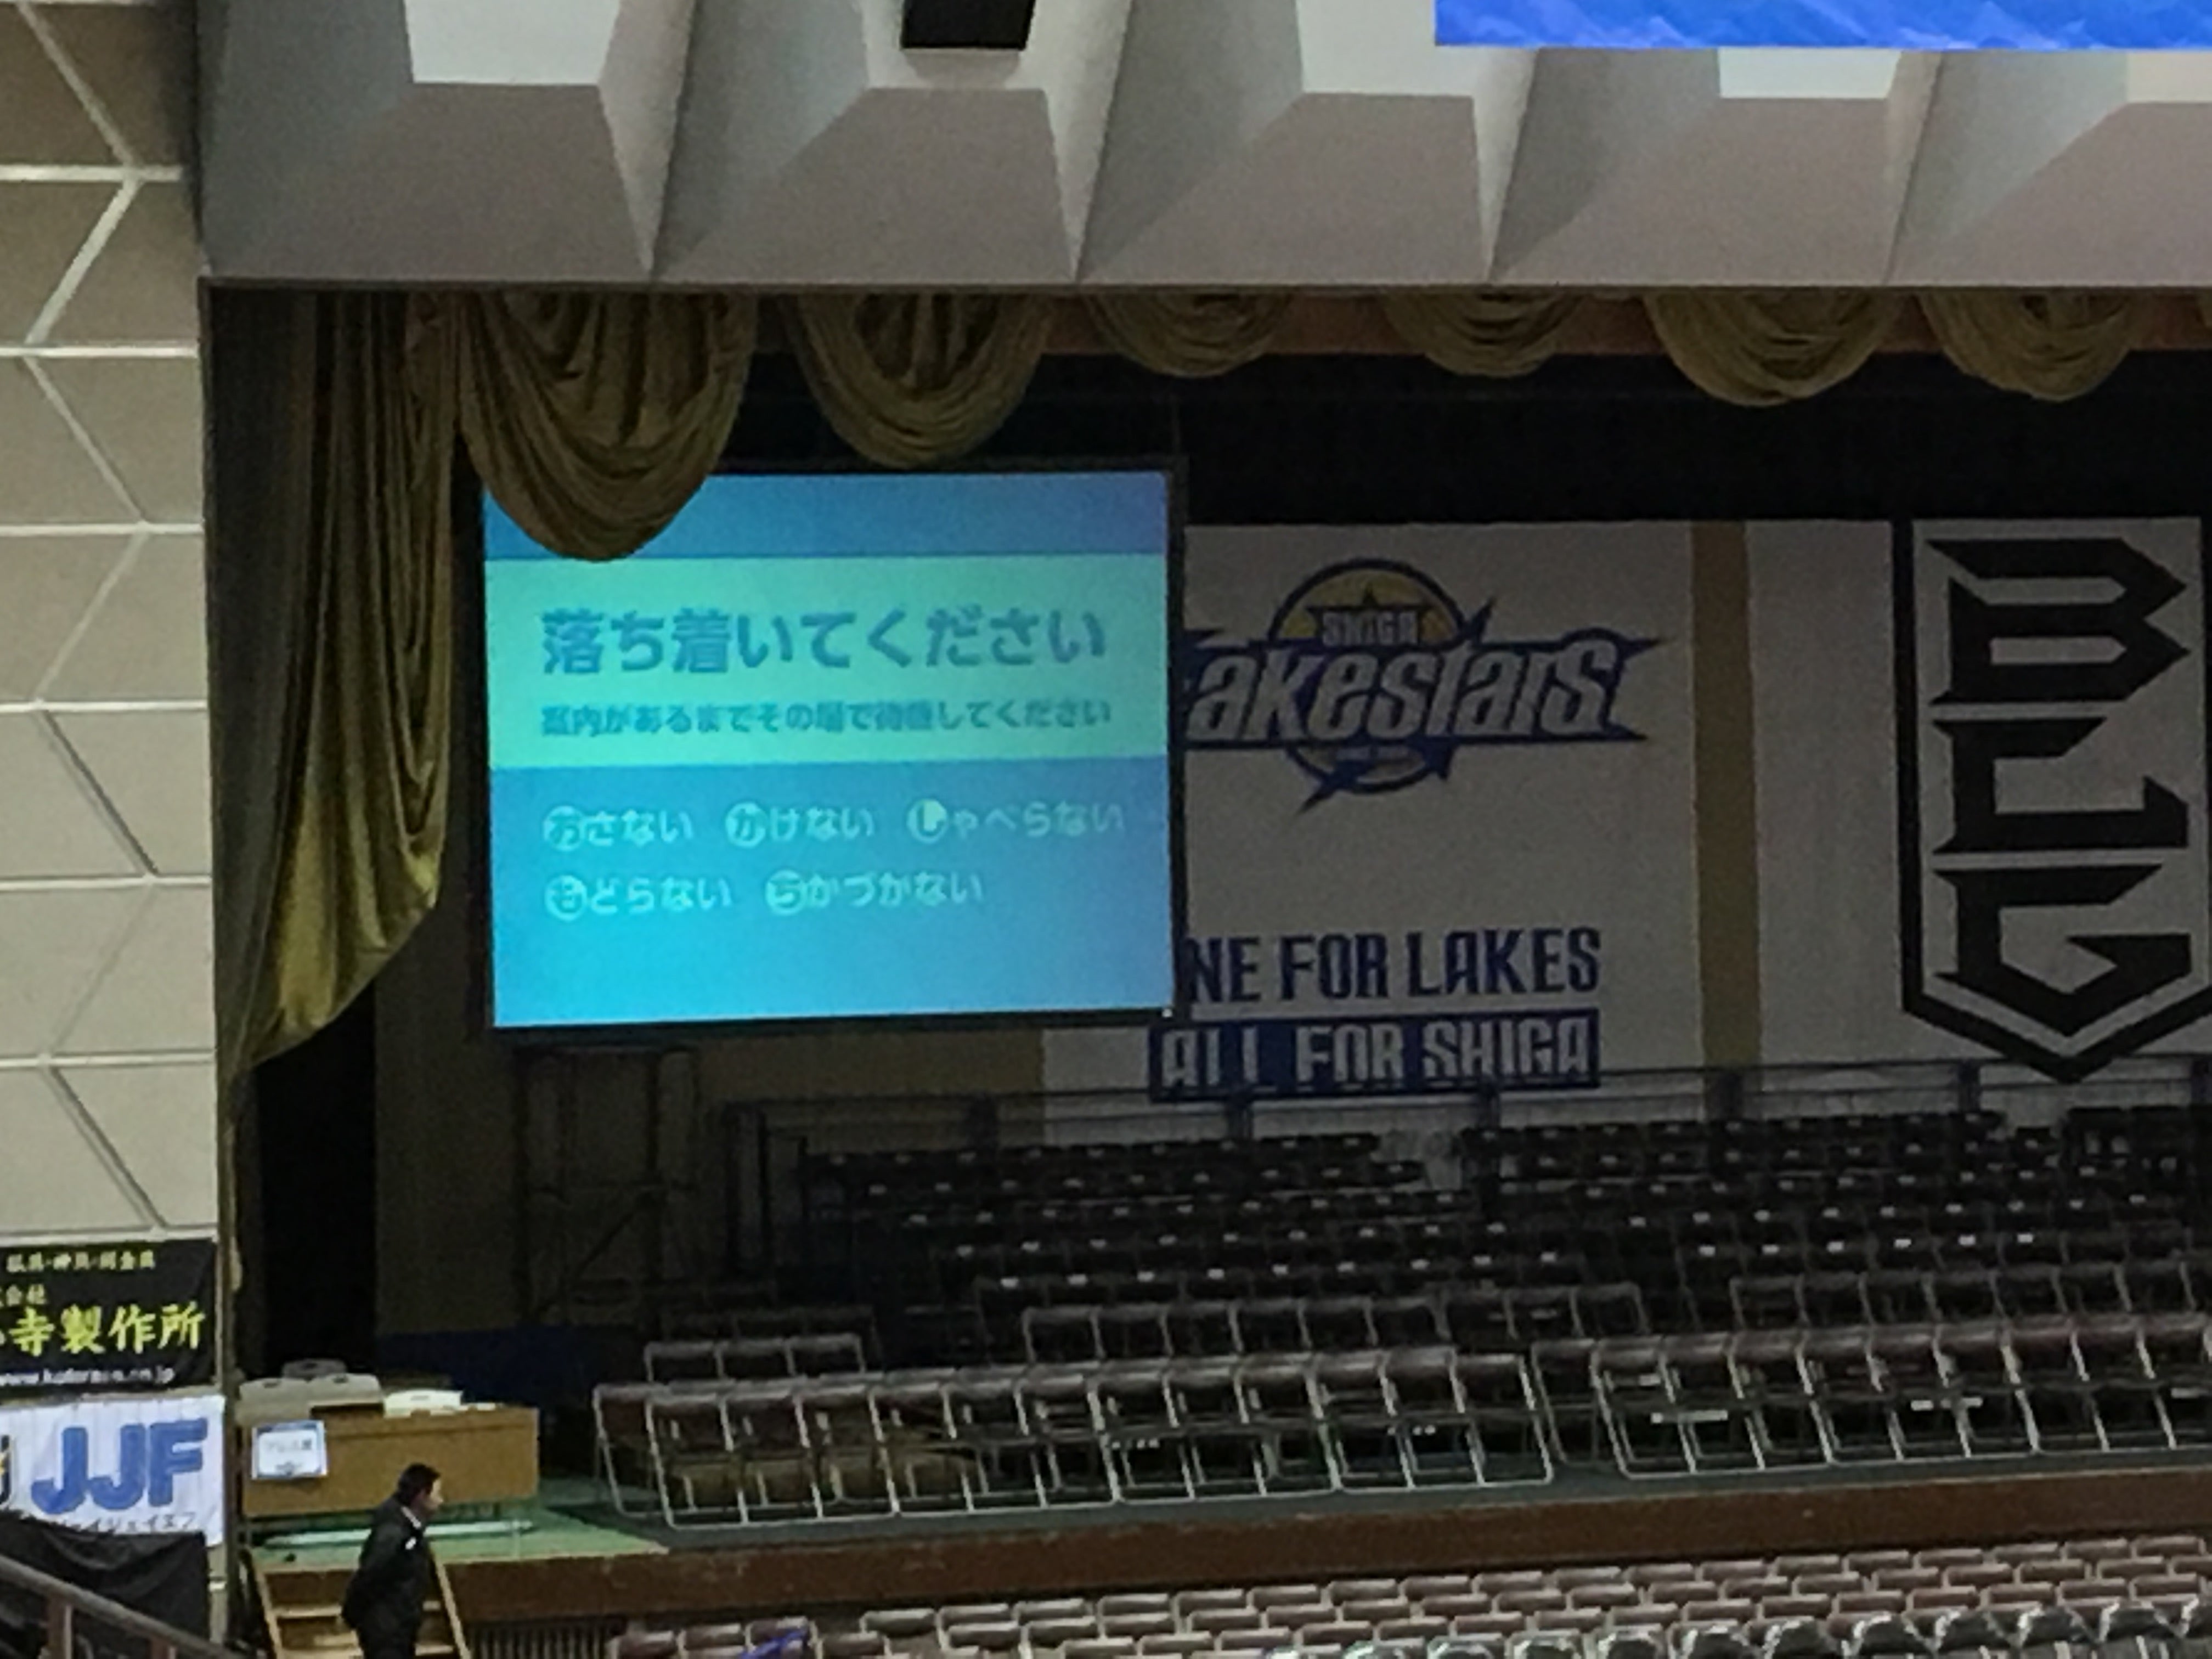 落ち着いてください
案内があるまでその場で待機してください
おさない かけない しゃべらない
もどらない ちかづかない
SHIGA
akestars
NE FOR LAKES
ALL FOR SHIGA
BLG
寺製作所
JJF